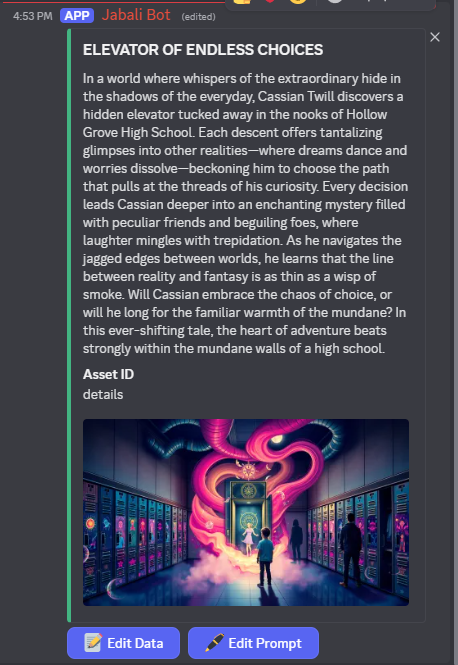 4:53 PM APP Jabali Bot (edited)
ELEVATOR OF ENDLESS CHOICES
In a world where whispers of the extraordinary hide in
the shadows of the everyday, Cassian Twill discovers a
hidden elevator tucked away in the nooks of Hollow
Grove High School. Each descent offers tantalizing
glimpses into other realities—where dreams dance and
worries dissolve—beckoning him to choose the path
that pulls at the threads of his curiosity. Every decision
leads Cassian deeper into an enchanting mystery filled
with peculiar friends and beguiling foes, where
laughter mingles with trepidation. As he navigates the
jagged edges between worlds, he learns that the line
between reality and fantasy is as thin as a wisp of
smoke. Will Cassian embrace the chaos of choice, or
will he long for the familiar warmth of the mundane? In
this ever-shifting tale, the heart of adventure beats
strongly within the mundane walls of a high school.
Asset ID
details
Edit Data
Edit Prompt